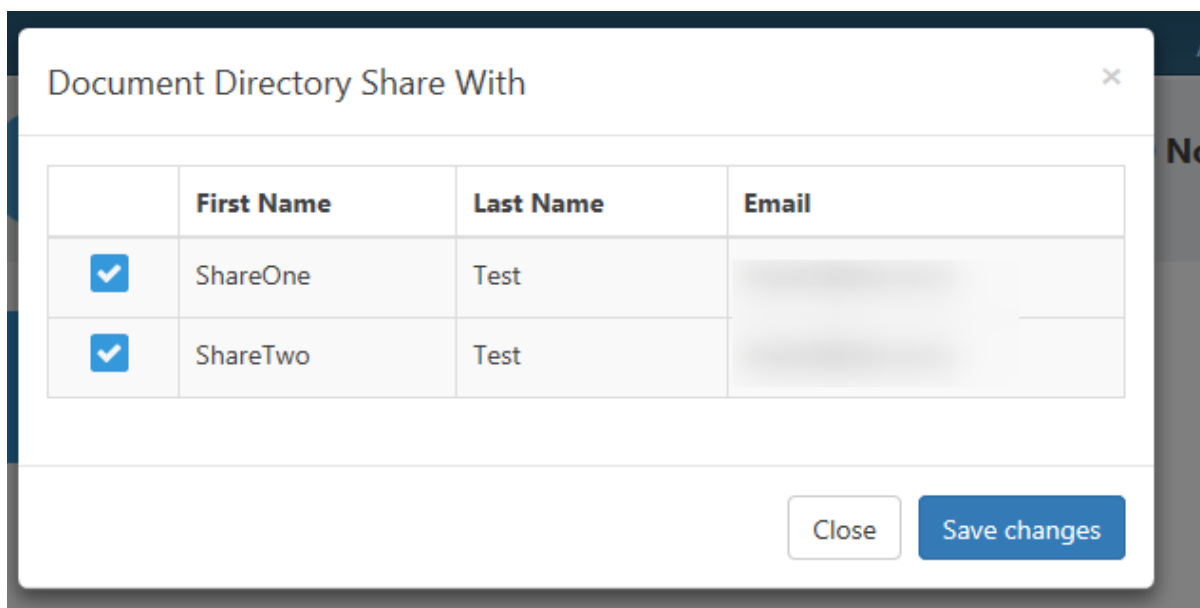 Document Directory Share With ×
First Name Last Name Email
ShareOne Test
ShareTwo Test
Close Save changes